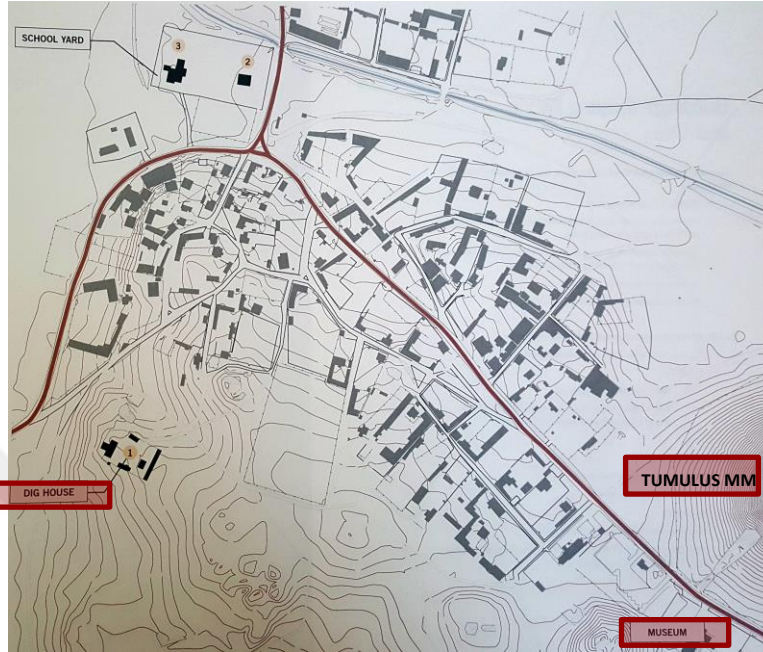 SCHOOL YARD
3
2
1
DIG HOUSE
TUMULUS MM
MUSEUM